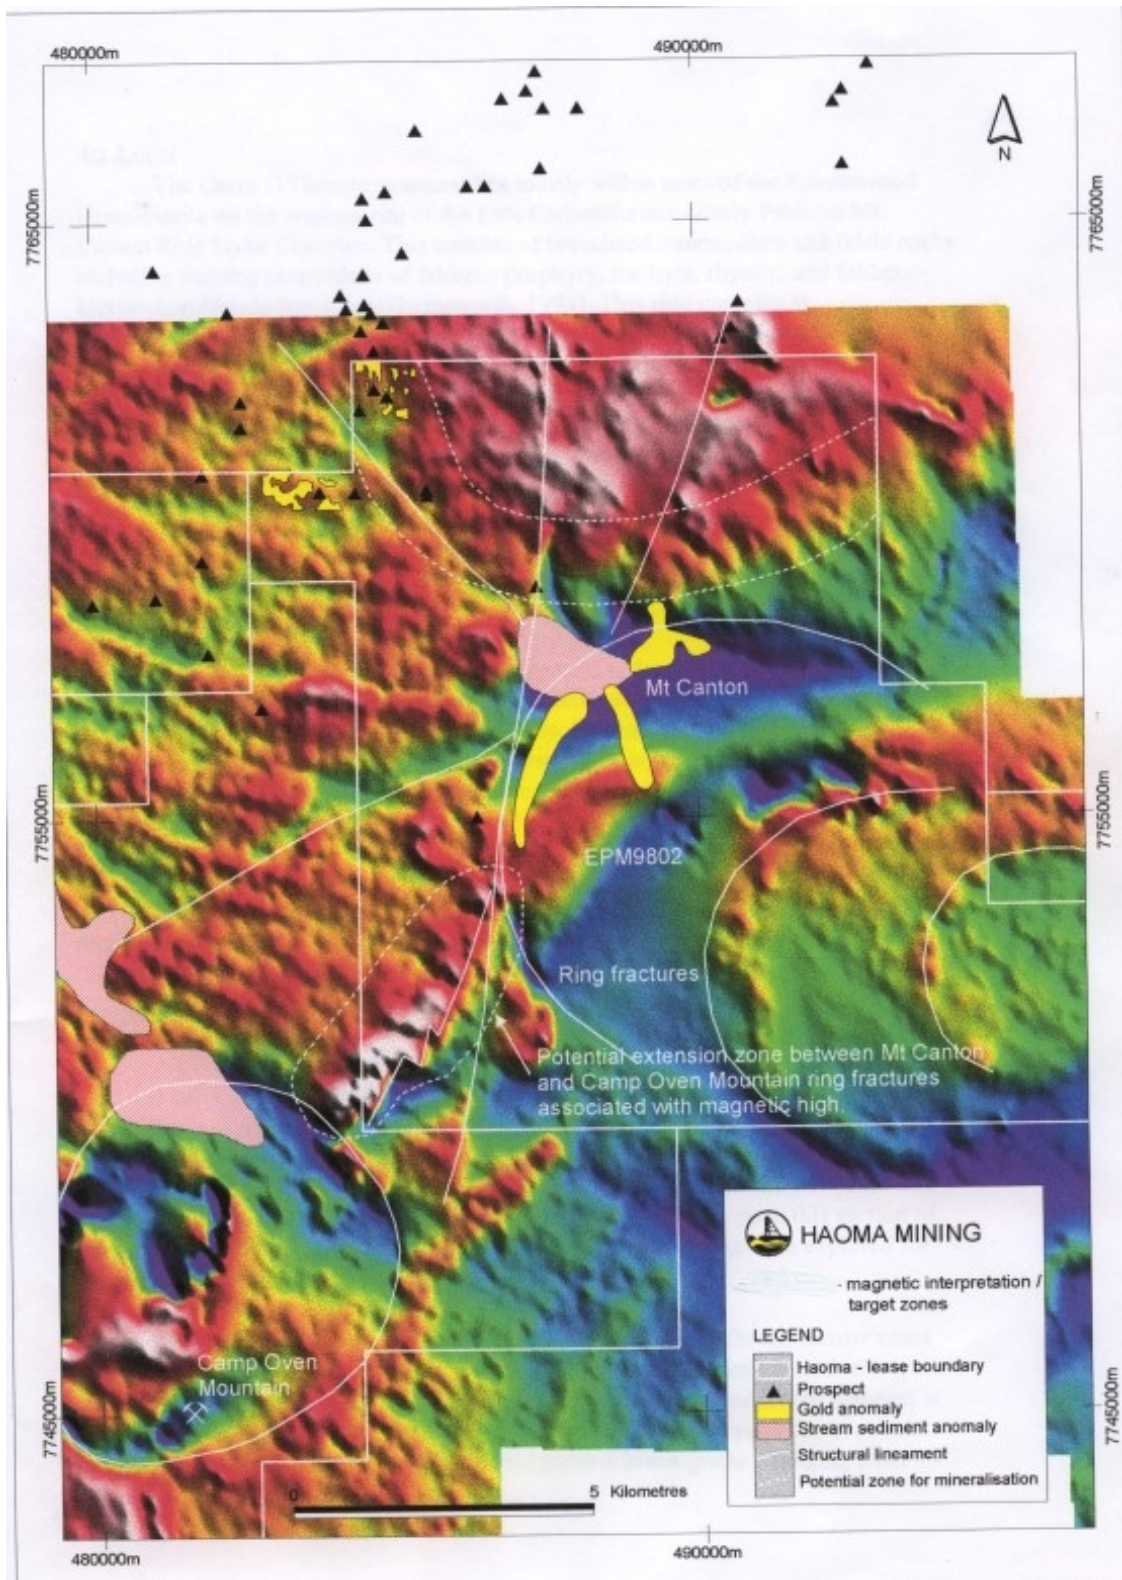 480000m
490000m
N
7765000m
7765000m
Mt Canton
7755000m
7755000m
EPM9802
Ring fractures
Potential extension zone between Mt Canton
and Camp Oven Mountain ring fractures
associated with magnetic high.
HAOMA MINING
- magnetic interpretation /
target zones
LEGEND
Haoma - lease boundary
Prospect
Gold anomaly
Stream sediment anomaly
Structural lineament
Potential zone for mineralisation
Camp Oven
Mountain
7745000m
7745000m
0
5 Kilometres
480000m
490000m